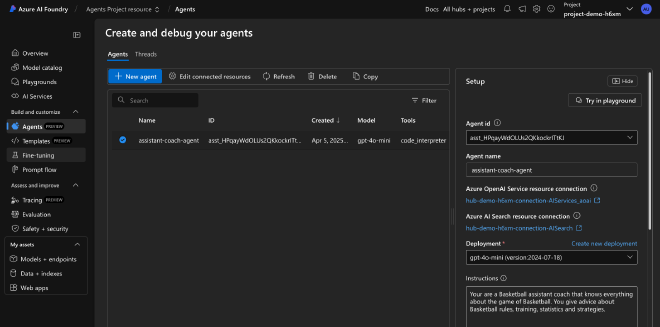 Azure AI Foundry / Agents Project resource / Agents
Docs All hubs + projects
Project
project-demo-h6xm
AU
Overview
Model catalog
Playgrounds
AI Services
Build and customize
Agents PREVIEW
Templates PREVIEW
Fine-tuning
Prompt flow
Assess and improve
Tracing PREVIEW
Evaluation
Safety + security
My assets
Models + endpoints
Data + indexes
Web apps
Create and debug your agents
Agents Threads
New agent Edit connected resources Refresh Delete Copy
Search
Filter
Name ID Created Model Tools
assistant-coach-agent Apr 5, 2025... gpt-4o-mini code_interpreter
Setup
Hide
Try in playground
Agent id
Agent name
assistant-coach-agent
Azure OpenAI Service resource connection
hub-demo-h6xm-connection-AIServices_aoai
Azure AI Search resource connection
hub-demo-h6xm-connection-AISearch
Deployment * Create new deployment
gpt-4o-mini (version:2024-07-18)
Instructions
Your are a Basketball assistant coach that knows everything
about the game of Basketball. You give advice about
Basketball rules, training, statistics and strategies.